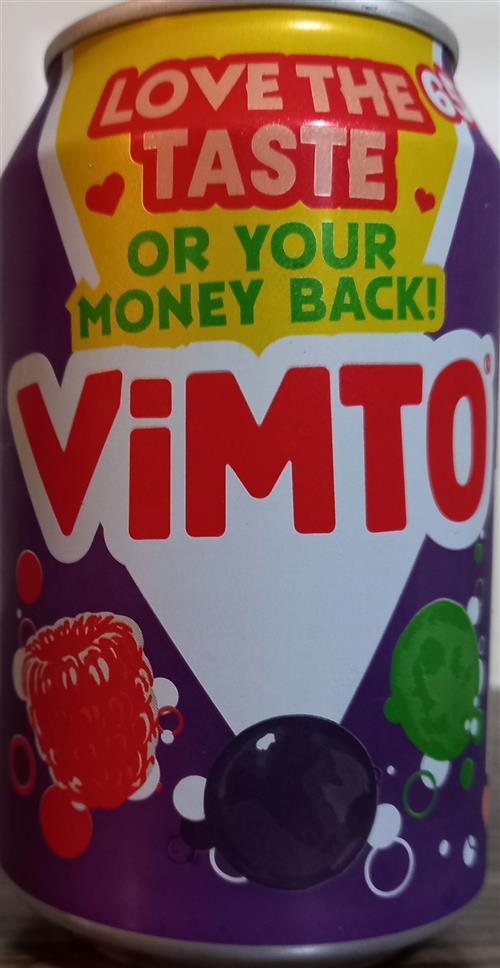 LOVE THE
TASTE
OR YOUR
MONEY BACK!
ViMTO